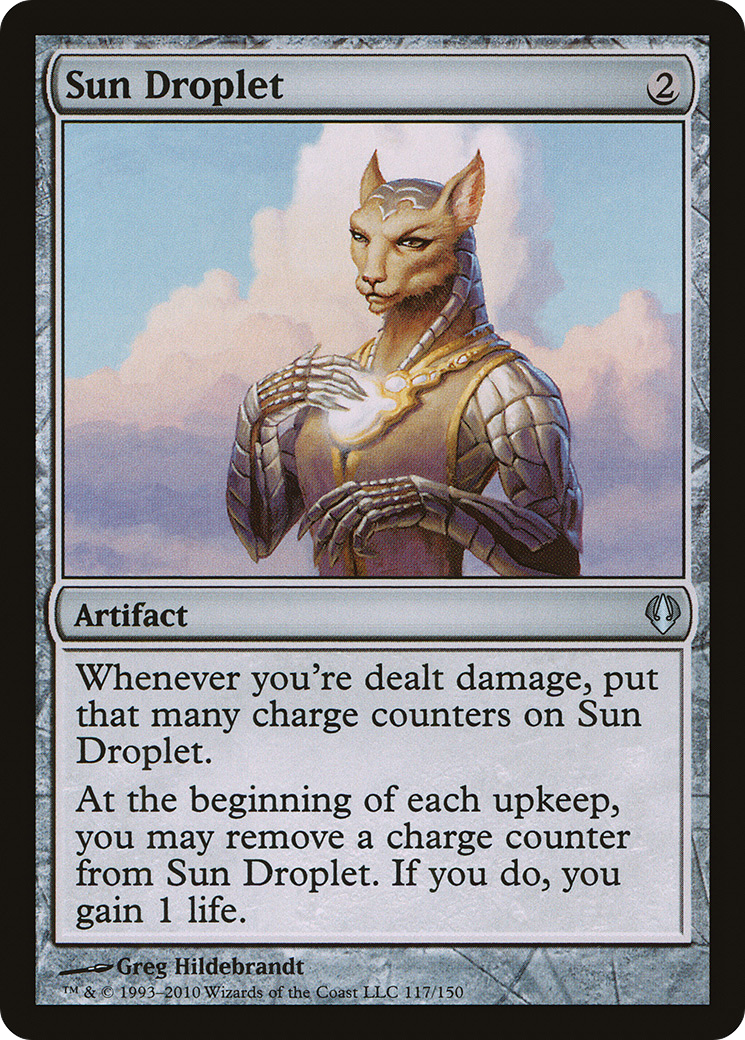 Sun Droplet
2
Artifact
Whenever you're dealt damage, put
that many charge counters on Sun
Droplet.
At the beginning of each upkeep,
you may remove a charge counter
from Sun Droplet. If you do, you
gain 1 life.
Greg Hildebrandt
™ & © 1993–2010 Wizards of the Coast LLC 117/150